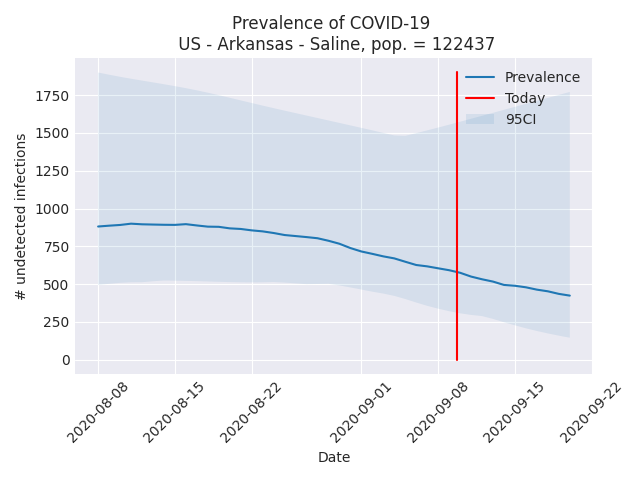 Prevalence of COVID-19
US - Arkansas - Saline, pop. = 122437
# undetected infections
1750
1500
1250
1000
750
500
250
0
Prevalence
Today
95CI
2020-08-08
2020-08-15
2020-08-22
2020-09-01
2020-09-08
2020-09-15
2020-09-22
Date